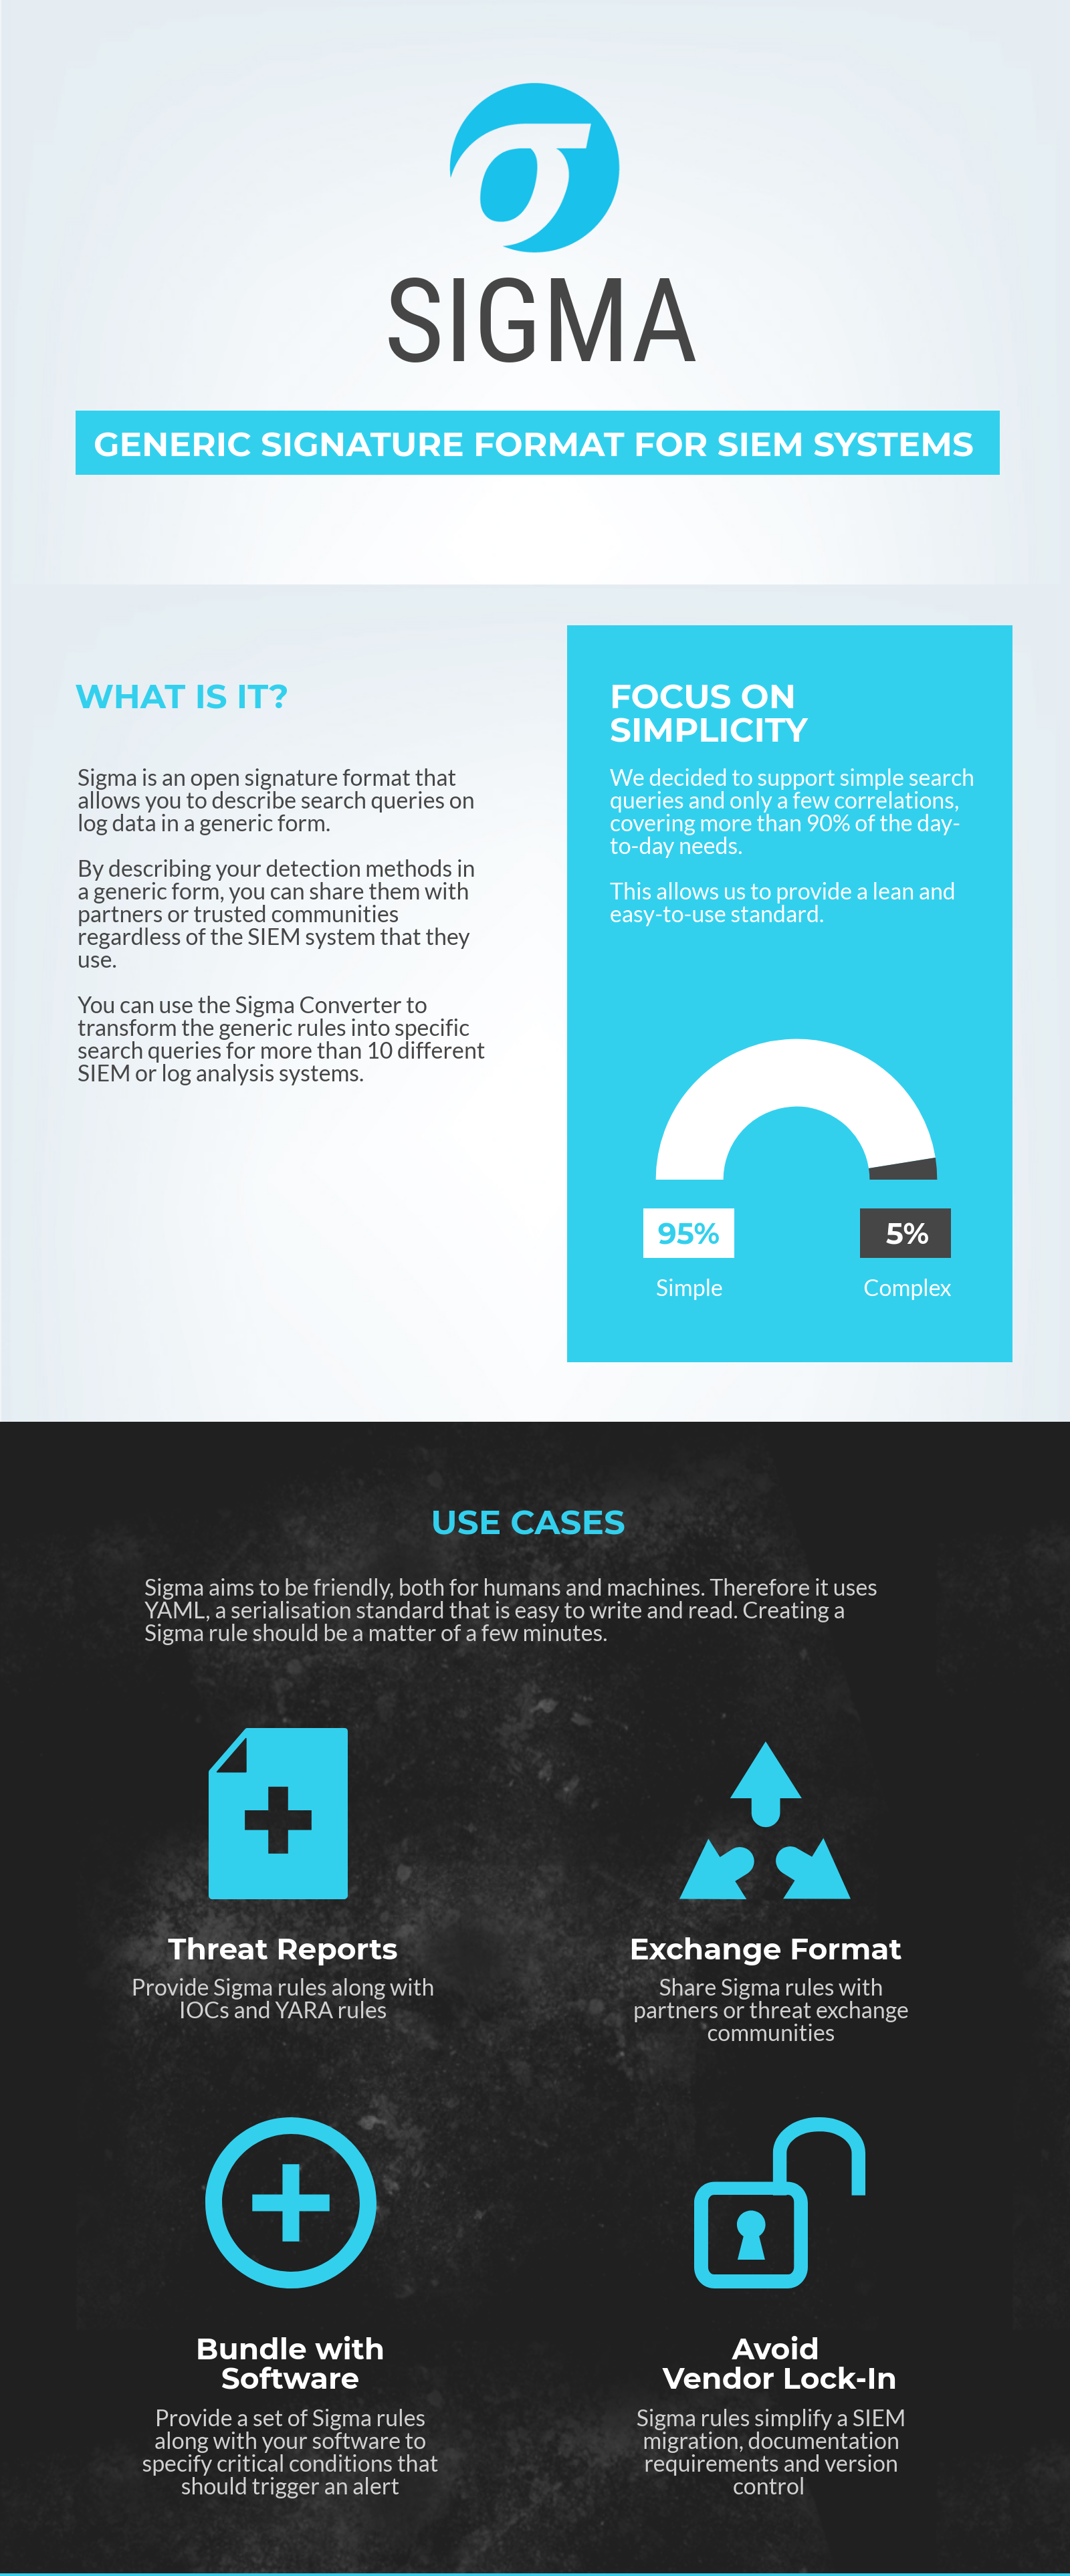 SIGMA
GENERIC SIGNATURE FORMAT FOR SIEM SYSTEMS
WHAT IS IT?
Sigma is an open signature format that
allows you to describe search queries on
log data in a generic form.
By describing your detection methods in
a generic form, you can share them with
partners or trusted communities
regardless of the SIEM system that they
use.
You can use the Sigma Converter to
transform the generic rules into specific
search queries for more than 10 different
SIEM or log analysis systems.
FOCUS ON
SIMPLICITY
We decided to support simple search
queries and only a few correlations,
covering more than 90% of the day-
to-day needs.
This allows us to provide a lean and
easy-to-use standard.
95%
5%
Simple
Complex
USE CASES
Sigma aims to be friendly, both for humans and machines. Therefore it uses
YAML, a serialisation standard that is easy to write and read. Creating a
Sigma rule should be a matter of a few minutes.
Threat Reports
Provide Sigma rules along with
IOCs and YARA rules
Exchange Format
Share Sigma rules with
partners or threat exchange
communities
Bundle with
Software
Provide a set of Sigma rules
along with your software to
specify critical conditions that
should trigger an alert
Avoid
Vendor Lock-In
Sigma rules simplify a SIEM
migration, documentation
requirements and version
control